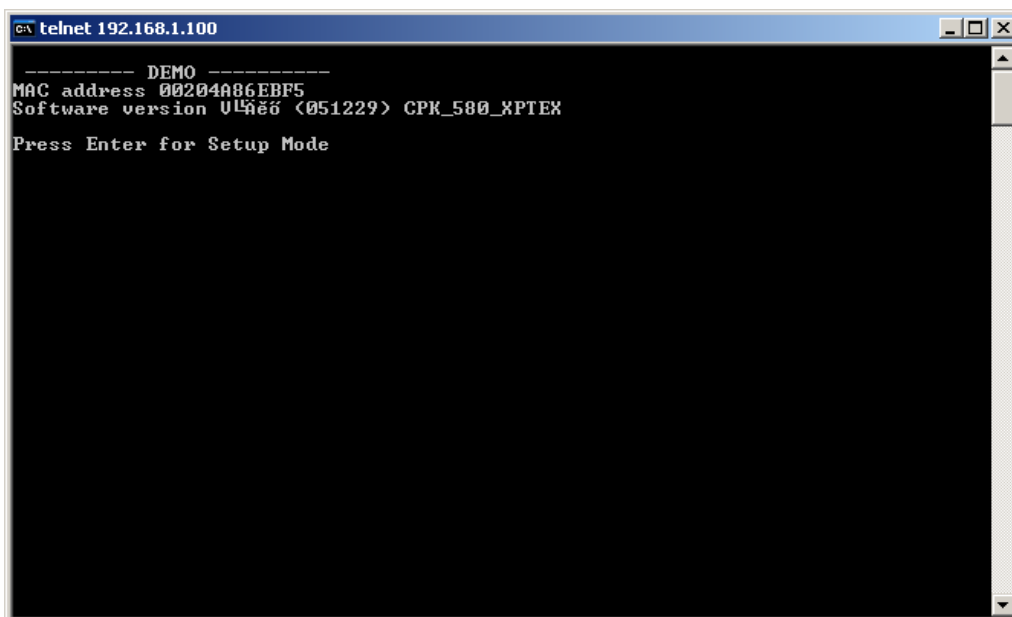 telnet 192.168.1.100
--------- DEMO ----------
MAC address 00204A86EBF5
Software version (051229) CPK_580_XPTEX
Press Enter for Setup Mode